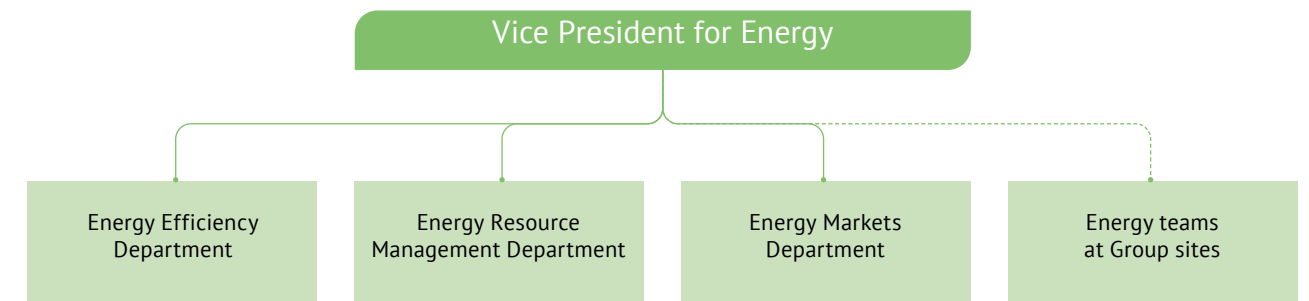 Vice President for Energy
Energy Efficiency
Department
Energy Resource
Management Department
Energy Markets
Department
Energy teams
at Group sites